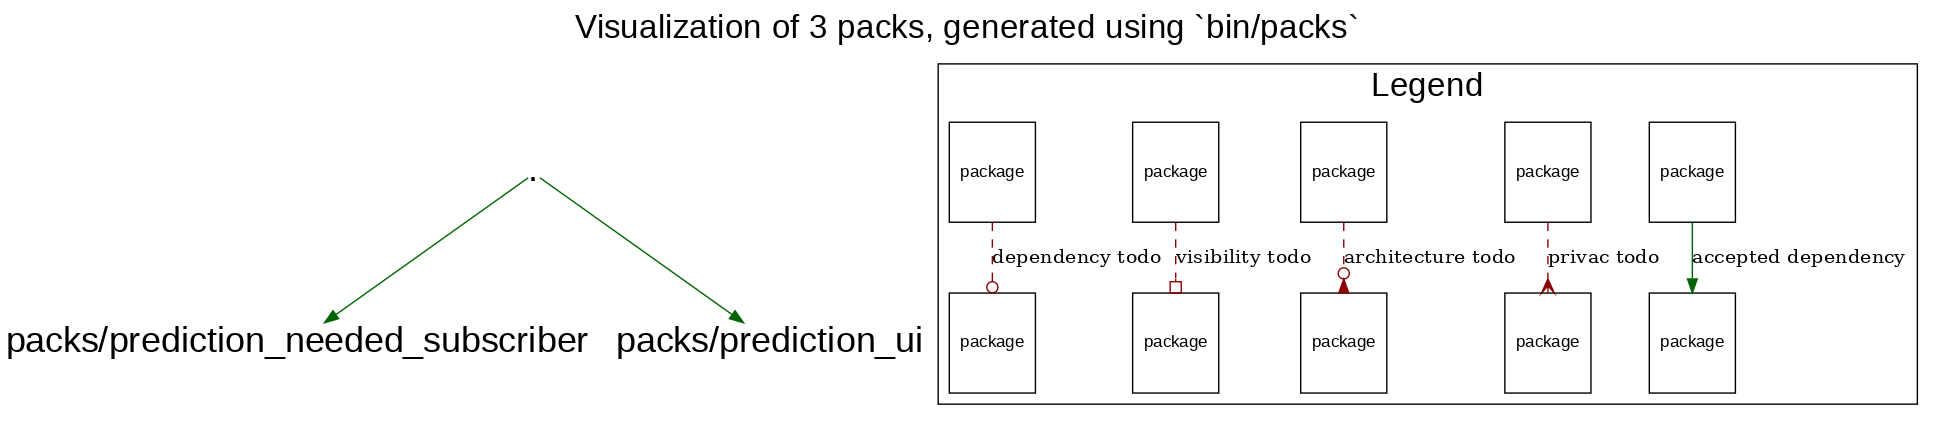 Visualization of 3 packs, generated using `bin/packs`
.
packs/prediction_needed_subscriber
packs/prediction_ui
Legend
package
package
package
package
package
dependency todo
visibility todo
architecture todo
privac todo
accepted dependency
package
package
package
package
package